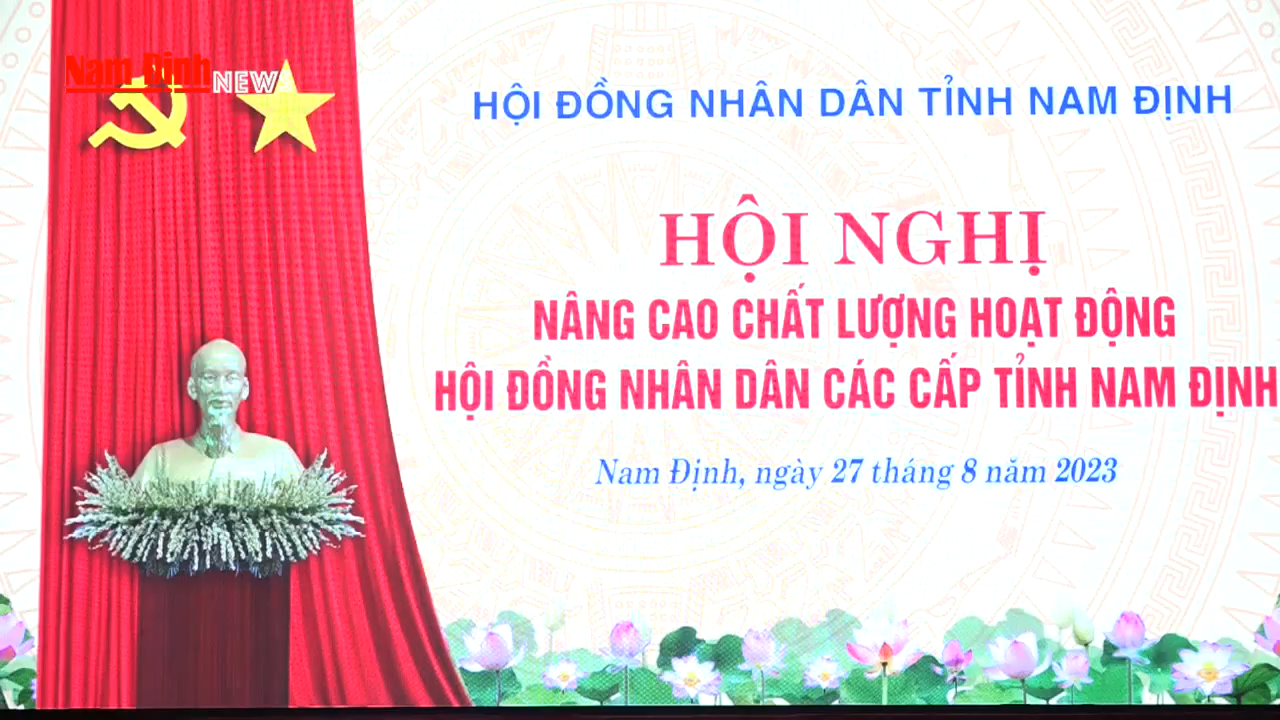 Nam Định NEWS
HỘI ĐỒNG NHÂN DÂN TỈNH NAM ĐỊNH
HỘI NGHỊ
NÂNG CAO CHẤT LƯỢNG HOẠT ĐỘNG
HỘI ĐỒNG NHÂN DÂN CÁC CẤP TỈNH NAM ĐỊNH
Nam Định, ngày 27 tháng 8 năm 2023